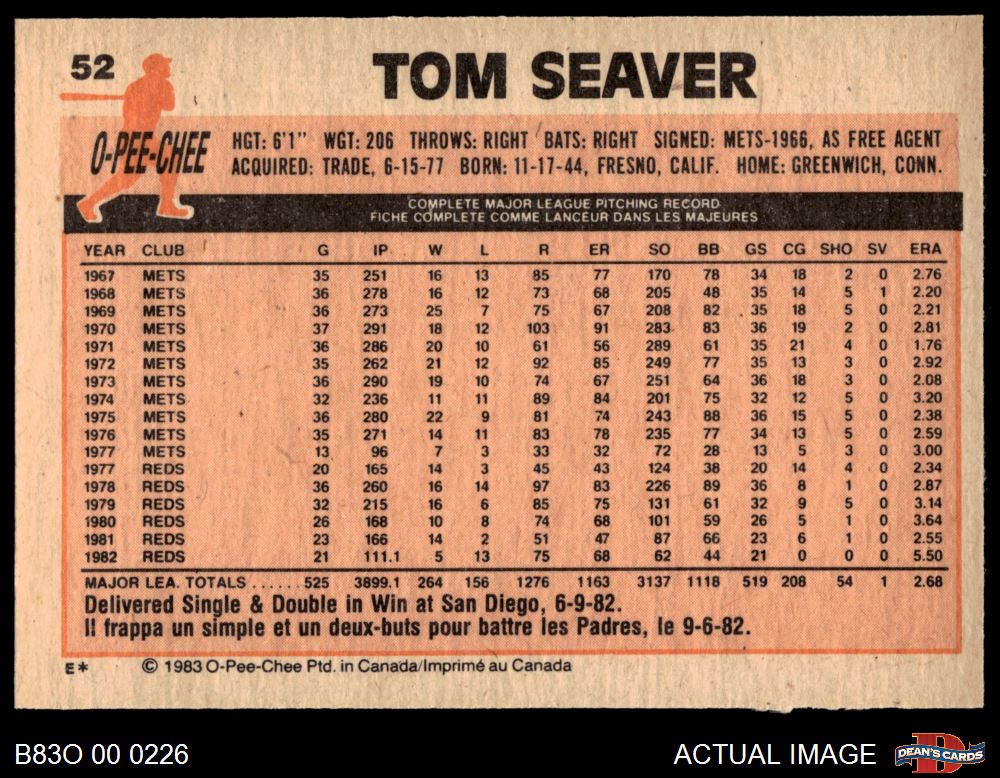 52
TOM SEAVER
O-PEE-CHEE
HGT: 6'1" WGT: 206 THROWS: RIGHT BATS: RIGHT SIGNED: METS-1966, AS FREE AGENT
ACQUIRED: TRADE, 6-15-77 BORN: 11-17-44, FRESNO, CALIF. HOME: GREENWICH, CONN.
COMPLETE MAJOR LEAGUE PITCHING RECORD
FICHE COMPLETE COMME LANCEUR DANS LES MAJEURES
YEAR CLUB G IP W L R ER SO BB GS CG SHO SV ERA
1967 METS 35 251 16 13 85 77 170 78 34 18 2 0 2.76
1968 METS 36 278 16 12 73 68 205 48 35 14 5 1 2.20
1969 METS 36 273 25 7 75 67 208 82 35 18 5 0 2.21
1970 METS 37 291 18 12 103 91 283 83 36 19 2 0 2.81
1971 METS 36 286 20 10 61 56 289 61 35 21 4 0 1.76
1972 METS 35 262 21 12 92 85 249 77 35 13 3 0 2.92
1973 METS 36 290 19 10 74 67 251 64 36 18 3 0 2.08
1974 METS 32 236 11 11 89 84 201 75 32 12 5 0 3.20
1975 METS 36 280 22 9 81 74 243 88 36 15 5 0 2.38
1976 METS 35 271 14 11 83 78 235 77 34 13 5 0 2.59
1977 METS 13 96 7 3 33 32 72 28 13 5 3 0 3.00
1977 REDS 20 165 14 3 45 43 124 38 20 14 4 0 2.34
1978 REDS 36 260 16 14 97 83 226 89 36 8 1 0 2.87
1979 REDS 32 215 16 6 85 75 131 61 32 9 5 0 3.14
1980 REDS 26 168 10 8 74 68 101 59 26 5 1 0 3.64
1981 REDS 23 166 14 2 51 47 87 66 23 6 1 0 2.55
1982 REDS 21 111.1 5 13 75 68 62 44 21 0 0 0 5.50
MAJOR LEA. TOTALS ...... 525 3899.1 264 156 1276 1163 3137 1118 519 208 54 1 2.68
Delivered Single & Double in Win at San Diego, 6-9-82.
Il frappa un simple et un deux-buts pour battre les Padres, le 9-6-82.
E* © 1983 O-Pee-Chee Ptd. in Canada/Imprimé au Canada
B83O 00 0226
ACTUAL IMAGE
DEAN'S CARDS